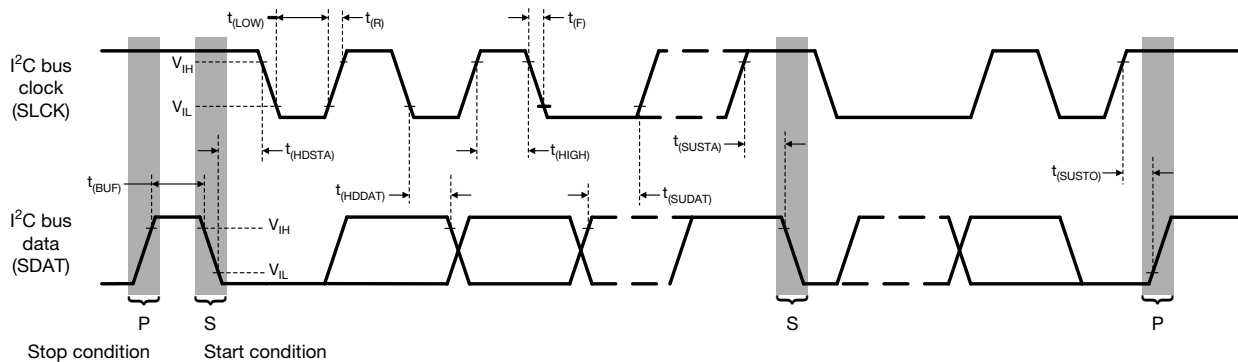 t(LOW)
t(R)
t(F)
I2C bus
clock
(SLCK)
VIH
VIL
t(HDSTA)
t(HIGH)
t(SUSTA)
t(SUSTO)
t(BUF)
t(HDDAT)
t(SUDAT)
I2C bus
data
(SDAT)
VIH
VIL
P
S
S
P
Stop condition
Start condition